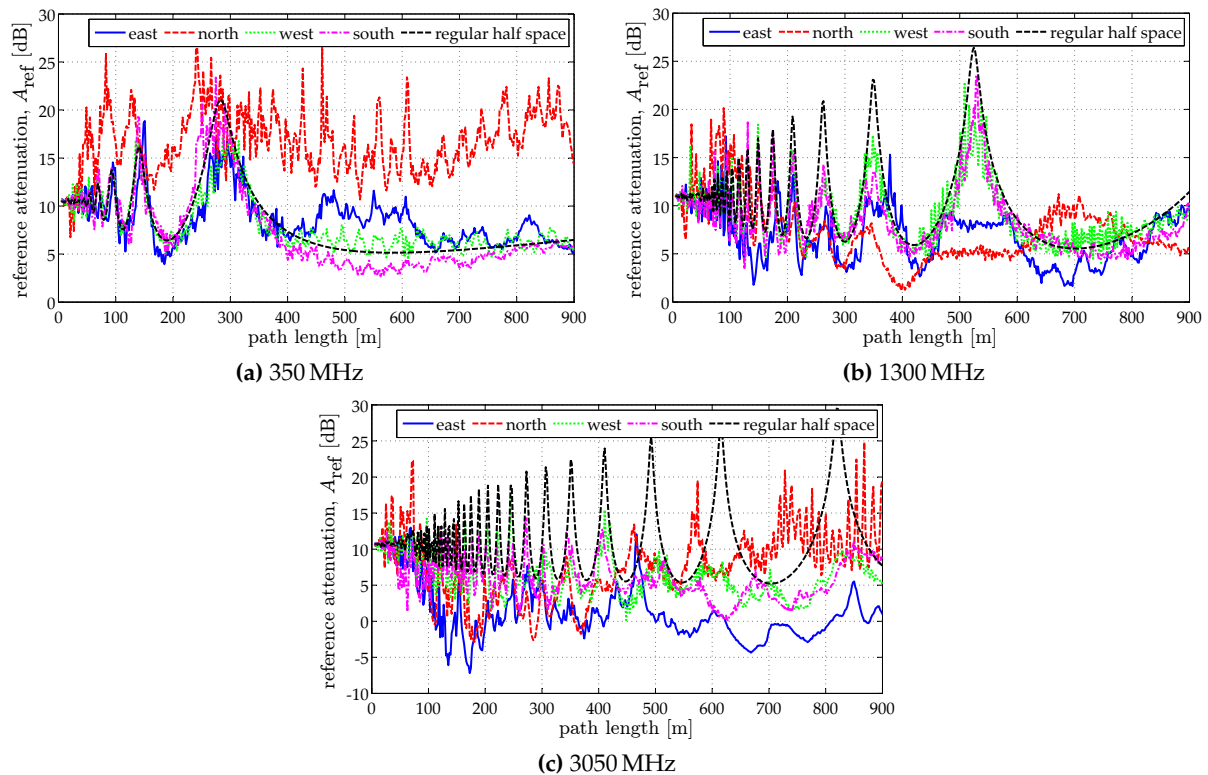 30
25
20
15
10
5
0
reference attenuation, A_ref [dB]
east north west south regular half space
0 100 200 300 400 500 600 700 800 900
path length [m]
(a) 350 MHz
30
25
20
15
10
5
0
reference attenuation, A_ref [dB]
east north west south regular half space
0 100 200 300 400 500 600 700 800 900
path length [m]
(b) 1300 MHz
30
25
20
15
10
5
0
-5
-10
reference attenuation, A_ref [dB]
east north west south regular half space
0 100 200 300 400 500 600 700 800 900
path length [m]
(c) 3050 MHz